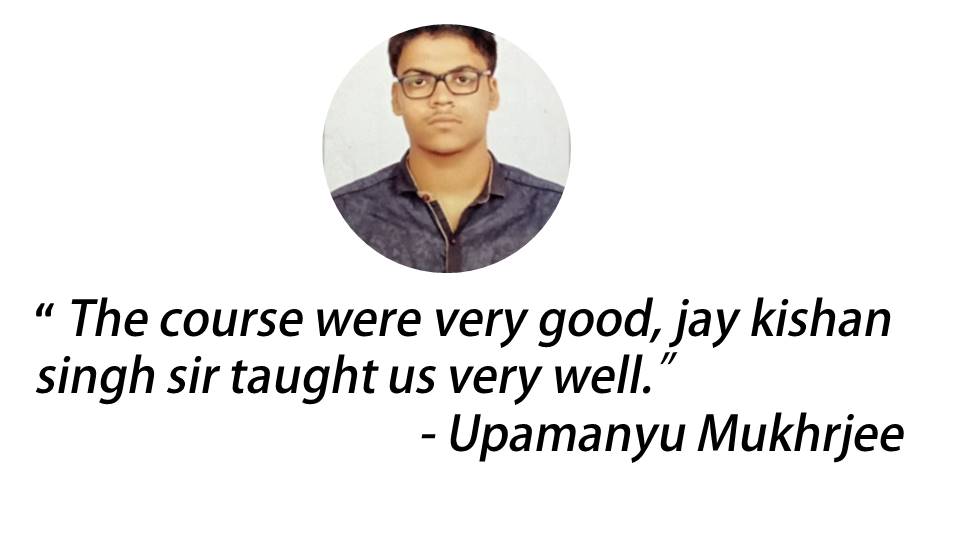 “ The course were very good, jay kishan
singh sir taught us very well.”
- Upamanyu Mukhrjee